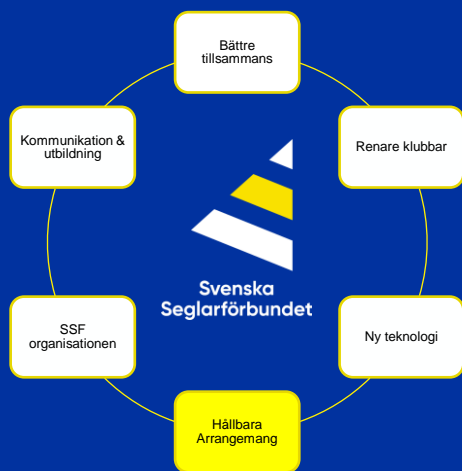 Bättre
tillsammans
Kommunikation &
utbildning
Renare klubbar
Svenska
Seglarförbundet
SSF
organisationen
Ny teknologi
Hållbara
Arrangemang